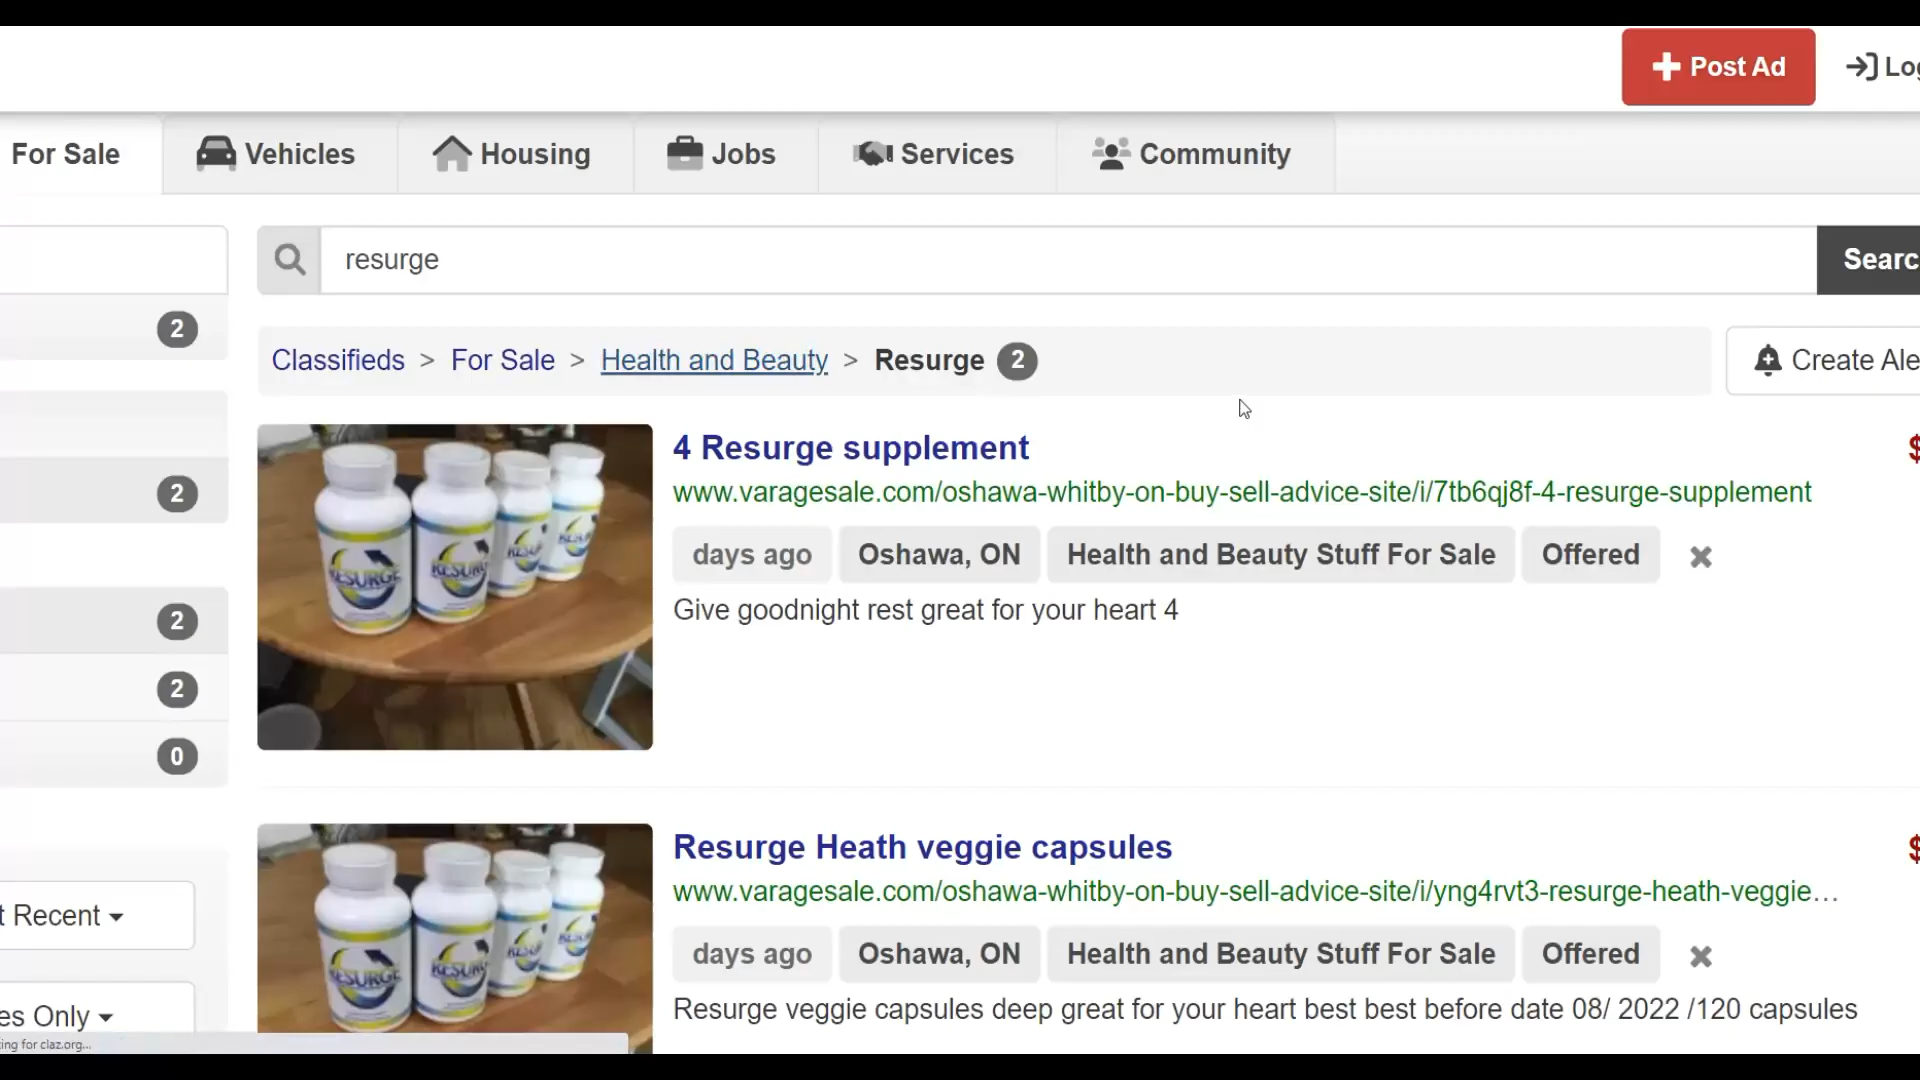 Post Ad
For Sale
Vehicles
Housing
Jobs
Services
Community
resurge
2
Classifieds > For Sale > Health and Beauty > Resurge 2
Create
4 Resurge supplement
www.varagesale.com/oshawa-whitby-on-buy-sell-advice-site/i/7tb6qj8f-4-resurge-supplement
2
days ago Oshawa, ON Health and Beauty Stuff For Sale Offered
Give goodnight rest great for your heart 4
RESURGE
2
2
0
$
Resurge Heath veggie capsules
www.varagesale.com/oshawa-whitby-on-buy-sell-advice-site/i/yng4rvt3-resurge-heath-veggie…
days ago Oshawa, ON Health and Beauty Stuff For Sale Offered
Resurge veggie capsules deep great for your heart best best before date 08/ 2022 /120 capsules
RESURGE
$
Recent
Only
for claz.org...